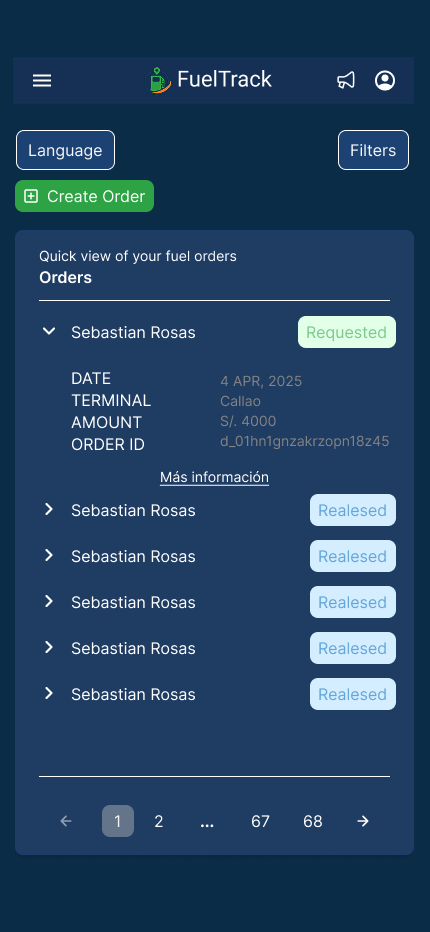 FuelTrack
Language
Filters
Create Order
Quick view of your fuel orders
Orders
Sebastian Rosas Requested
DATE 4 APR, 2025
TERMINAL Callao
AMOUNT S/. 4000
ORDER ID d_01hn1gnzakrzopn18z45
Más información
Sebastian Rosas Realesed
Sebastian Rosas Realesed
Sebastian Rosas Realesed
Sebastian Rosas Realesed
Sebastian Rosas Realesed
1 2 ... 67 68